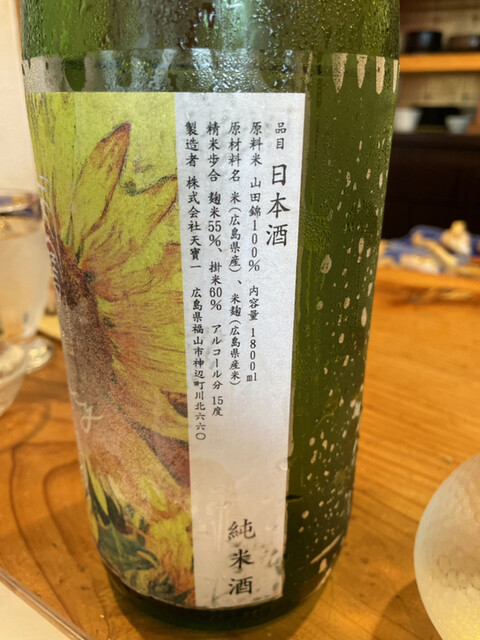 品目 日本酒
原料米 山田錦100% 内容量 1800ml
原材料名 米(広島県産)、米麹(広島県産米)
精米歩合 麹米55%、掛米60% アルコール分 15度
製造者 株式会社天寶一 広島県福山市神辺町川北六六〇
純米酒